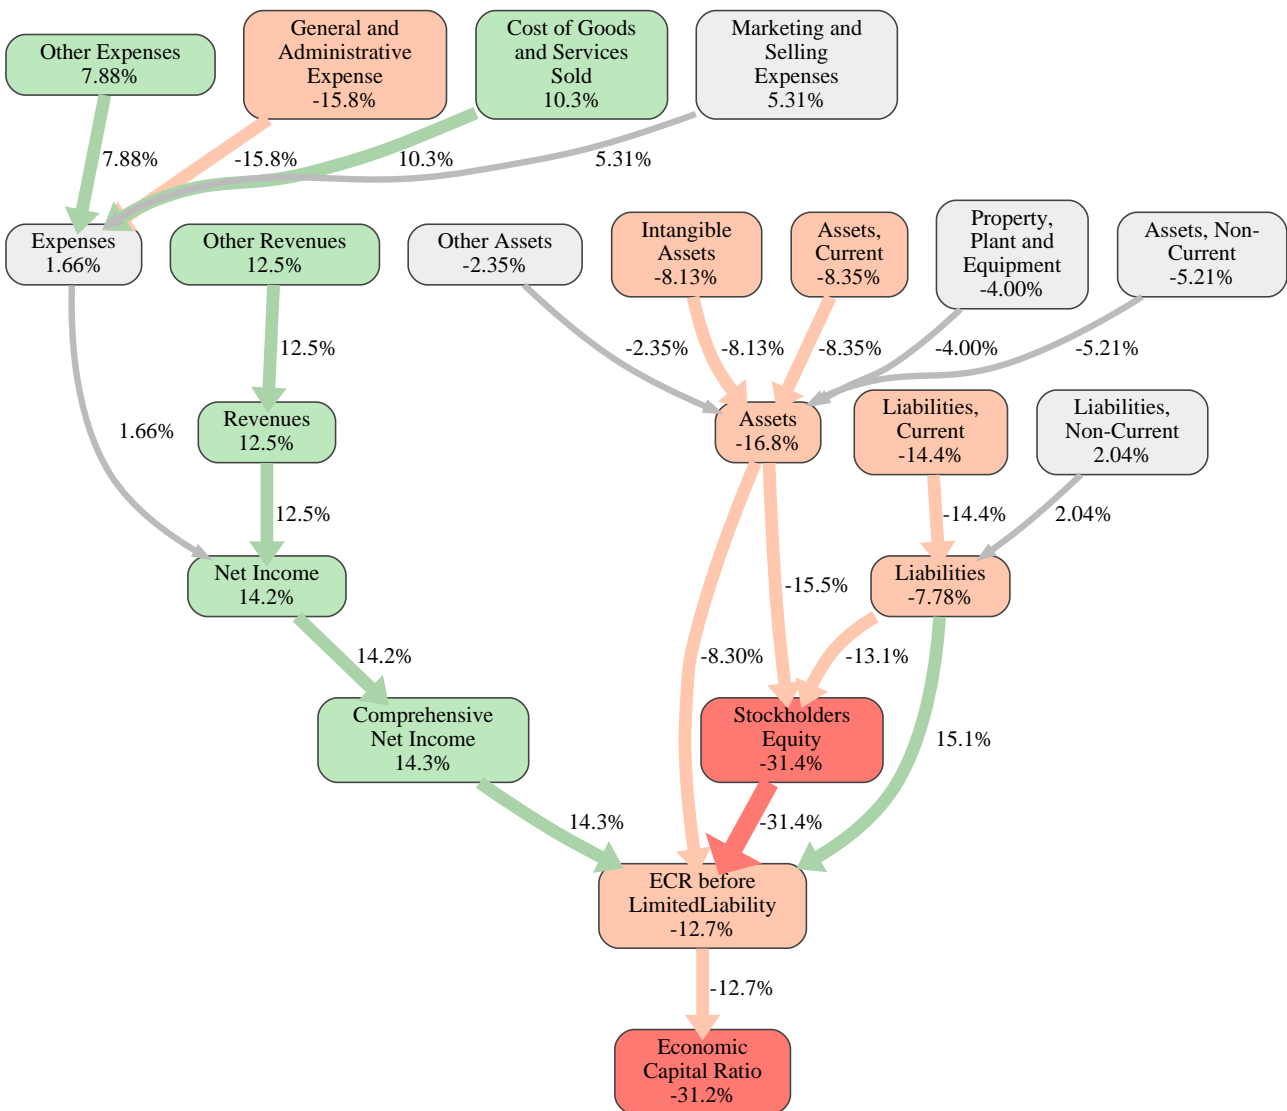 Other Expenses
7.88%
General and
Administrative
Expense
-15.8%
Cost of Goods
and Services
Sold
10.3%
Marketing and
Selling
Expenses
5.31%
7.88%
-15.8%
10.3%
5.31%
Expenses
1.66%
Other Revenues
12.5%
Other Assets
-2.35%
Intangible
Assets
-8.13%
Assets,
Current
-8.35%
Property,
Plant and
Equipment
-4.00%
Assets, Non-
Current
-5.21%
12.5%
-2.35%
-8.13%
-8.35%
-4.00%
-5.21%
1.66%
Revenues
12.5%
Assets
-16.8%
Liabilities,
Current
-14.4%
Liabilities,
Non-Current
2.04%
12.5%
-14.4%
2.04%
Net Income
14.2%
-15.5%
Liabilities
-7.78%
14.2%
-8.30%
-13.1%
Comprehensive
Net Income
14.3%
Stockholders
Equity
-31.4%
15.1%
14.3%
-31.4%
ECR before
LimitedLiability
-12.7%
-12.7%
Economic
Capital Ratio
-31.2%